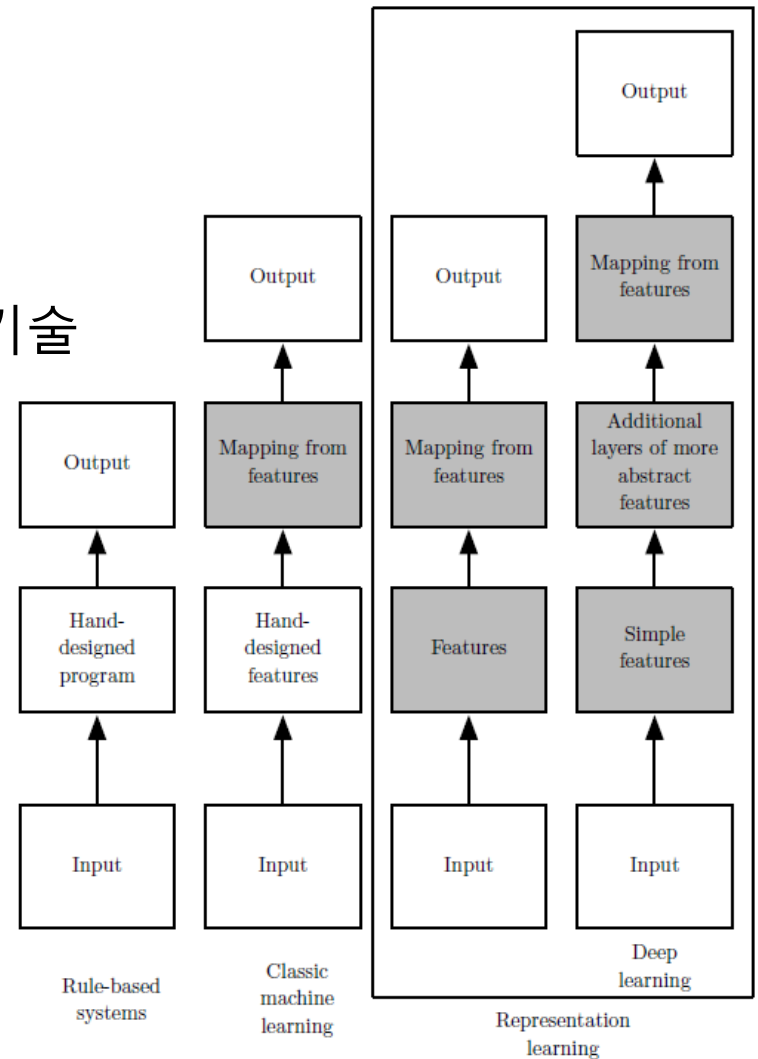 Output
Output
Output
Mapping from
features
기술
Output
Mapping from
features
Mapping from
features
Additional
layers of more
abstract
features
Hand-
designed
program
Hand-
designed
features
Features
Simple
features
Input
Input
Input
Input
Rule-based
systems
Classic
machine
learning
Deep
learning
Representation
learning